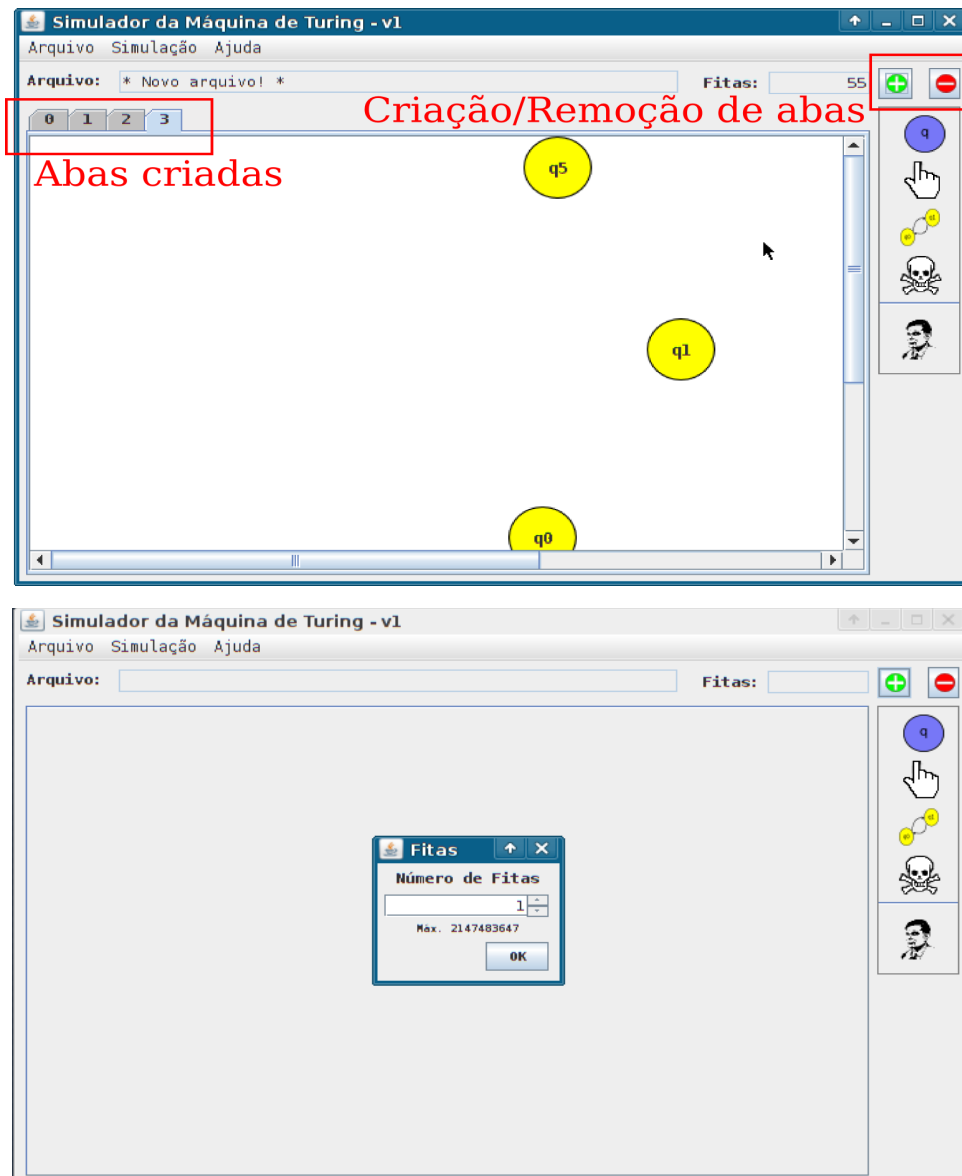 Simulador da Máquina de Turing - v1
Arquivo Simulação Ajuda
Arquivo: * Novo arquivo! * Fitas: 55
Criação/Remoção de abas
0 1 2 3
Abas criadas
q
q5
q1
q0
Simulador da Máquina de Turing - v1
Arquivo Simulação Ajuda
Arquivo: Fitas:
q
Fitas
Número de Fitas
1
Máx. 2147483647
OK